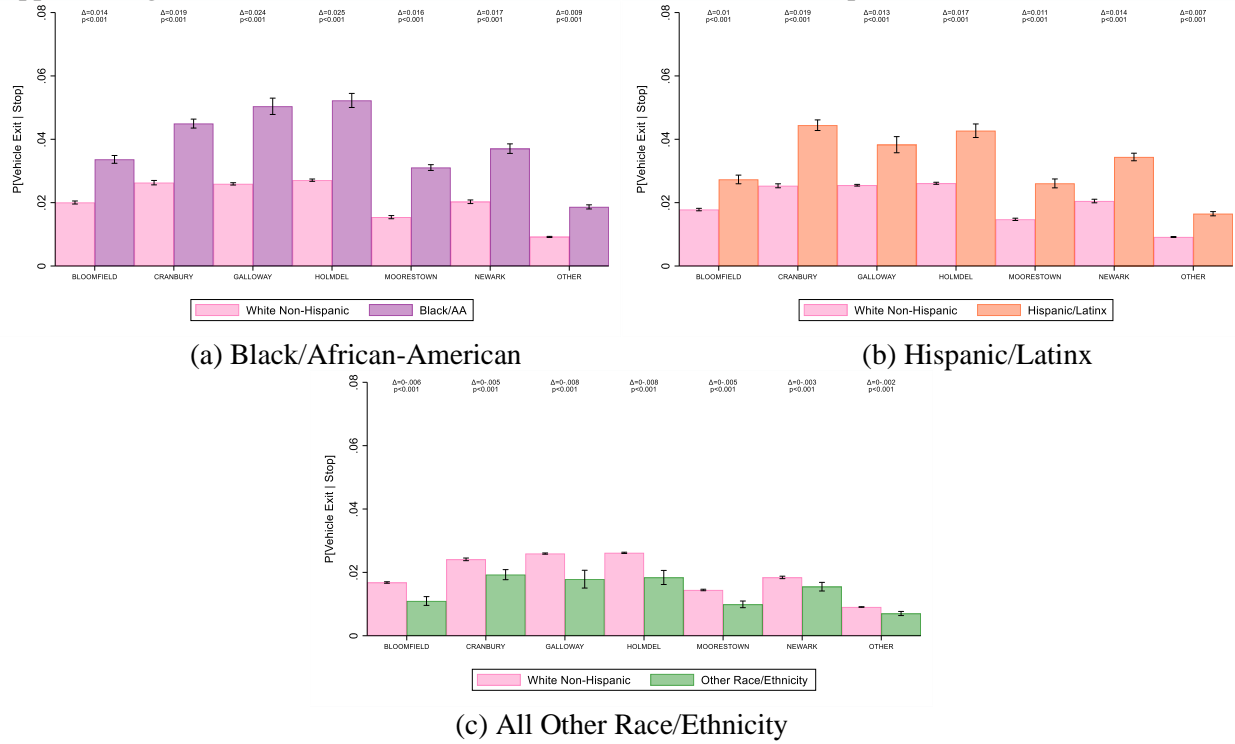 Δ=0.014 Δ=0.019 Δ=0.024 Δ=0.025 Δ=0.016 Δ=0.017 Δ=0.009
p<0.001 p<0.001 p<0.001 p<0.001 p<0.001 p<0.001 p<0.001
P[Vehicle Exit | Stop]
.08
.06
.04
.02
0
BLOOMFIELD CRANBURY GALLOWAY HOLMDEL MOORESTOWN NEWARK OTHER
White Non-Hispanic Black/AA
(a) Black/African-American
Δ=0.01 Δ=0.019 Δ=0.013 Δ=0.017 Δ=0.011 Δ=0.014 Δ=0.007
p<0.001 p<0.001 p<0.001 p<0.001 p<0.001 p<0.001 p<0.001
P[Vehicle Exit | Stop]
.08
.06
.04
.02
0
BLOOMFIELD CRANBURY GALLOWAY HOLMDEL MOORESTOWN NEWARK OTHER
White Non-Hispanic Hispanic/Latinx
(b) Hispanic/Latinx
Δ=0-.006 Δ=0-.005 Δ=0-.008 Δ=0-.008 Δ=0-.005 Δ=0-.003 Δ=0-.002
p<0.001 p<0.001 p<0.001 p<0.001 p<0.001 p<0.001 p<0.001
P[Vehicle Exit | Stop]
.08
.06
.04
.02
0
BLOOMFIELD CRANBURY GALLOWAY HOLMDEL MOORESTOWN NEWARK OTHER
White Non-Hispanic Other Race/Ethnicity
(c) All Other Race/Ethnicity